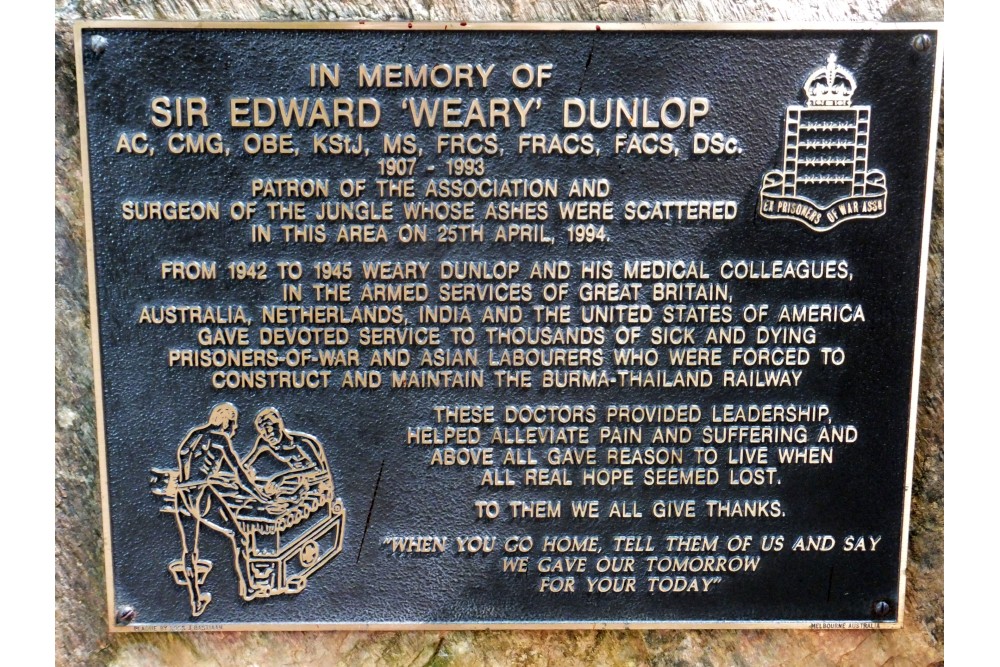 IN MEMORY OF
SIR EDWARD 'WEARY' DUNLOP
AC, CMG, OBE, KStJ, MS, FRCS, FRACS, FACS, DSc.
1907 - 1993
PATRON OF THE ASSOCIATION AND
SURGEON OF THE JUNGLE WHOSE ASHES WERE SCATTERED
IN THIS AREA ON 25TH APRIL, 1994.
EX PRISONERS OF WAR ASSN
FROM 1942 TO 1945 WEARY DUNLOP AND HIS MEDICAL COLLEAGUES,
IN THE ARMED SERVICES OF GREAT BRITAIN,
AUSTRALIA, NETHERLANDS, INDIA AND THE UNITED STATES OF AMERICA
GAVE DEVOTED SERVICE TO THOUSANDS OF SICK AND DYING
PRISONERS-OF-WAR AND ASIAN LABOURERS WHO WERE FORCED TO
CONSTRUCT AND MAINTAIN THE BURMA-THAILAND RAILWAY
THESE DOCTORS PROVIDED LEADERSHIP,
HELPED ALLEVIATE PAIN AND SUFFERING AND
ABOVE ALL GAVE REASON TO LIVE WHEN
ALL REAL HOPE SEEMED LOST.
TO THEM WE ALL GIVE THANKS.
"WHEN YOU GO HOME, TELL THEM OF US AND SAY
WE GAVE OUR TOMORROW
FOR YOUR TODAY"
MELBOURNE AUSTRALIA